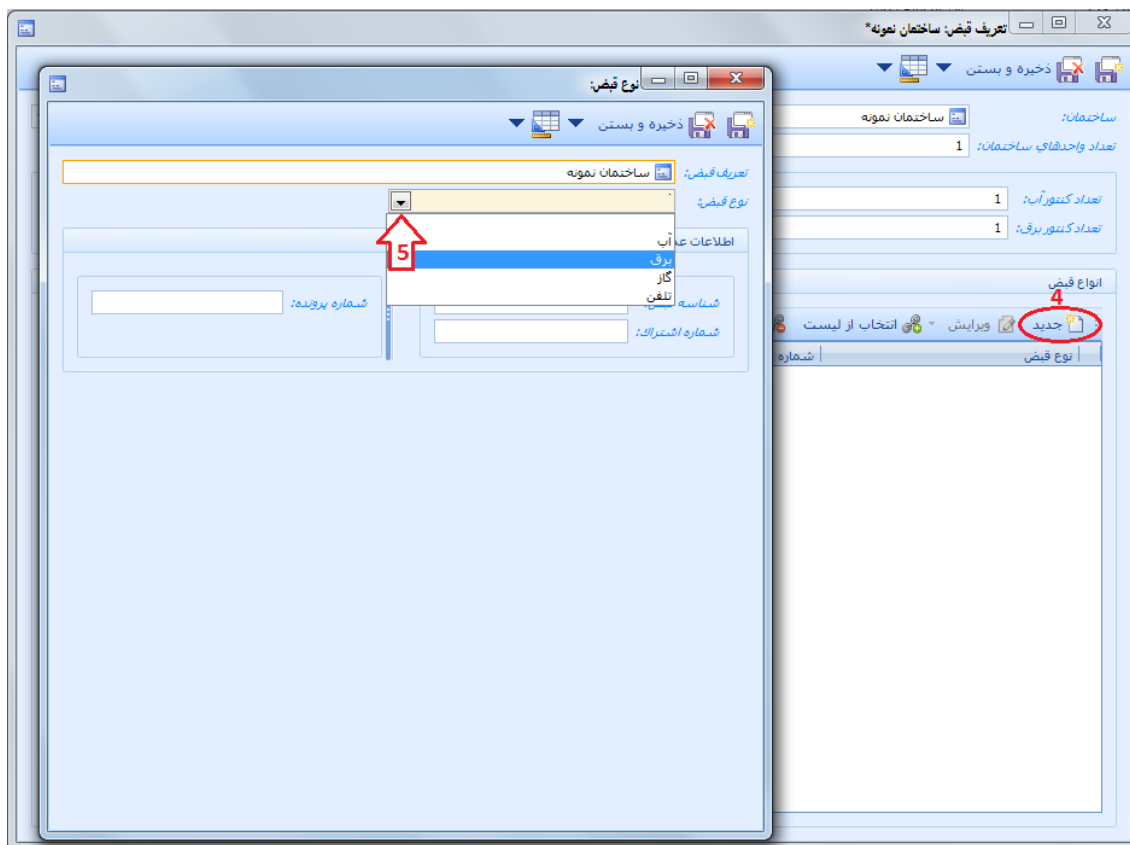 تعریف قبض: ساختمان نمونه*
ذخیره و بستن
ساختمان: ساختمان نمونه
تعداد واحدهای ساختمان: 1
تعداد کنتور آب: 1
تعداد کنتور برق: 1
انواع قبض
4
جدید ویرایش انتخاب از لیست
نوع قبض شماره
نوع قبض:
ذخیره و بستن
تعریف قبض: ساختمان نمونه
نوع قبض:
5
آب
برق
گاز
تلفن
اطلاعات
شناسه
شماره پرونده:
شماره اشتراک: